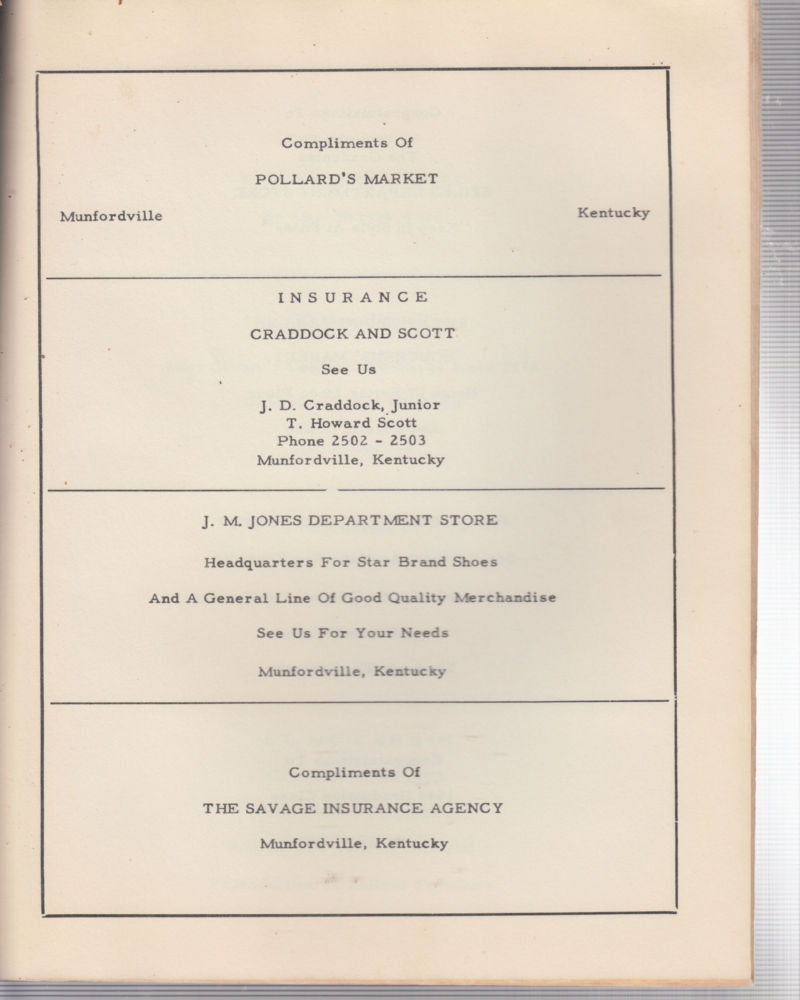 Compliments Of
POLLARD'S MARKET
Munfordville Kentucky
INSURANCE
CRADDOCK AND SCOTT
See Us
J. D. Craddock, Junior
T. Howard Scott
Phone 2502 - 2503
Munfordville, Kentucky
J. M. JONES DEPARTMENT STORE
Headquarters For Star Brand Shoes
And A General Line Of Good Quality Merchandise
See Us For Your Needs
Munfordville, Kentucky
Compliments Of
THE SAVAGE INSURANCE AGENCY
Munfordville, Kentucky